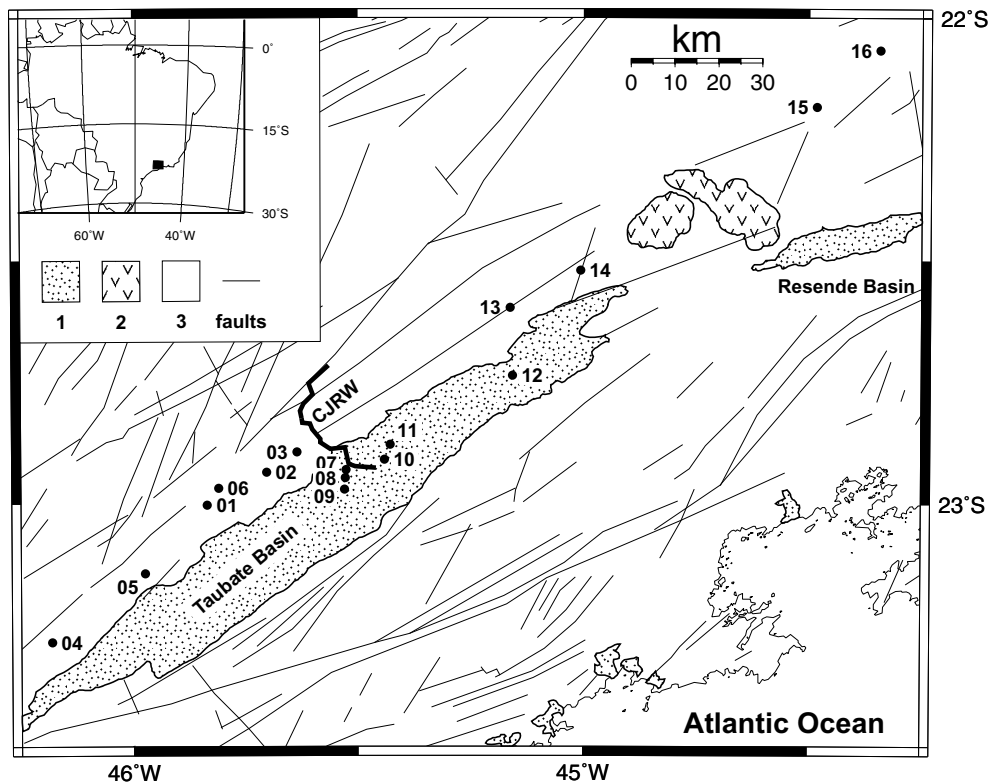 22°S
km
0 10 20 30
16
15
0°
15°S
30°S
60°W 40°W
1 2 3 faults
Resende Basin
14
13
12
CJRW
11
10
03
02
07
08
09
06
01
23°S
Taubate Basin
05
04
Atlantic Ocean
46°W 45°W